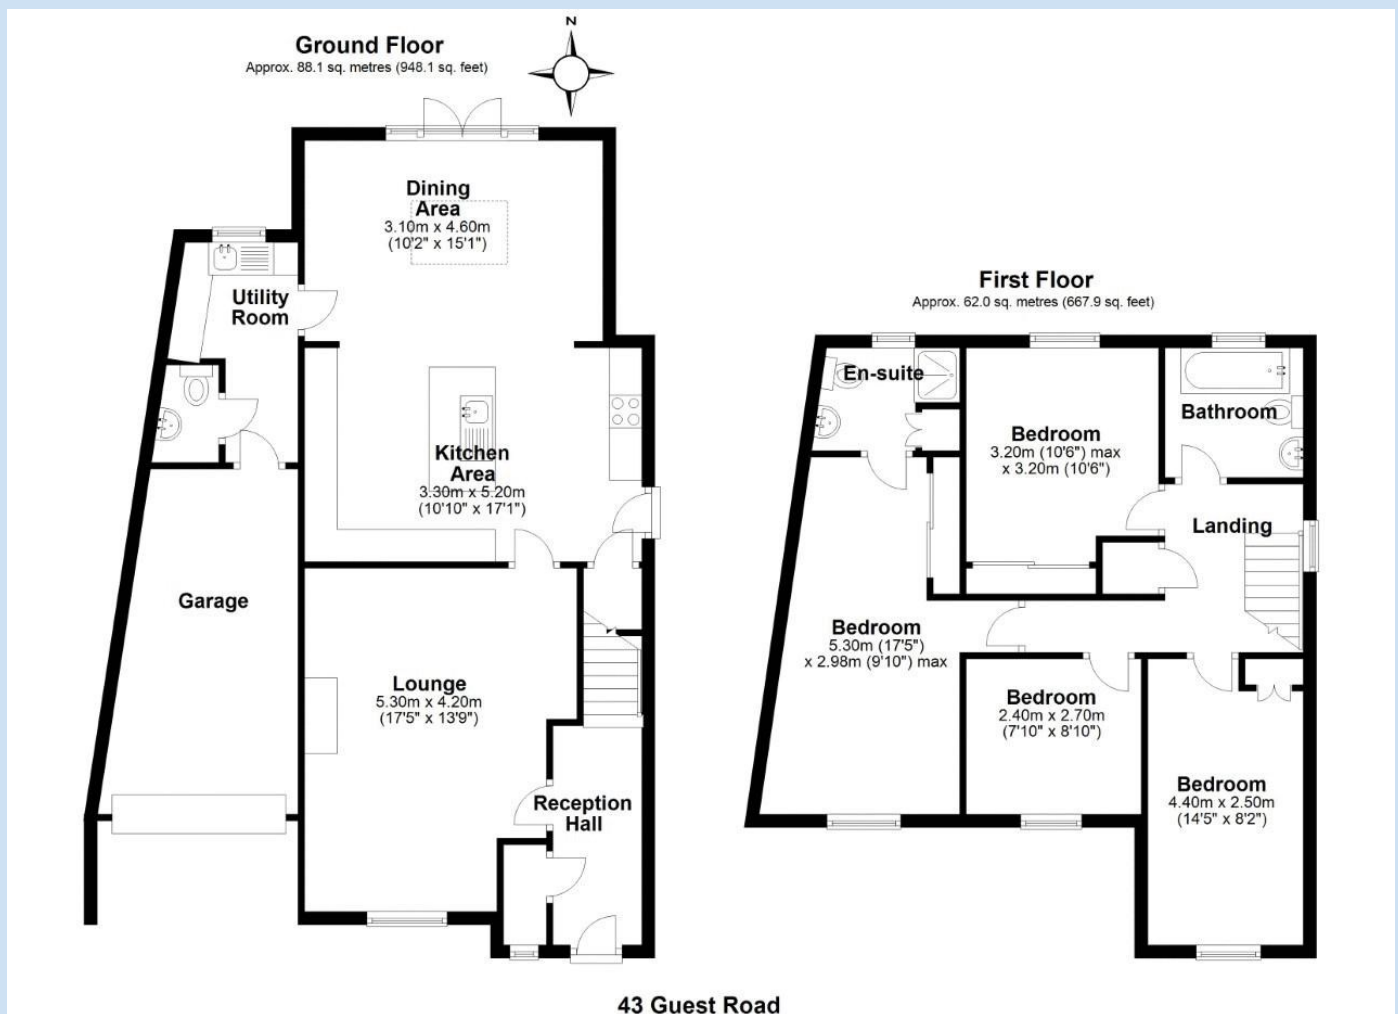 N
Ground Floor
Approx. 88.1 sq. metres (948.1 sq. feet)
Dining
Area
3.10m x 4.60m
(10'2" x 15'1")
Utility
Room
Kitchen
Area
3.30m x 5.20m
(10'10" x 17'1")
Garage
Lounge
5.30m x 4.20m
(17'5" x 13'9")
Reception
Hall
First Floor
Approx. 62.0 sq. metres (667.9 sq. feet)
En-suite
Bedroom
3.20m (10'6") max
x 3.20m (10'6")
Bathroom
Landing
Bedroom
5.30m (17'5")
x 2.98m (9'10") max
Bedroom
2.40m x 2.70m
(7'10" x 8'10")
Bedroom
4.40m x 2.50m
(14'5" x 8'2")
43 Guest Road